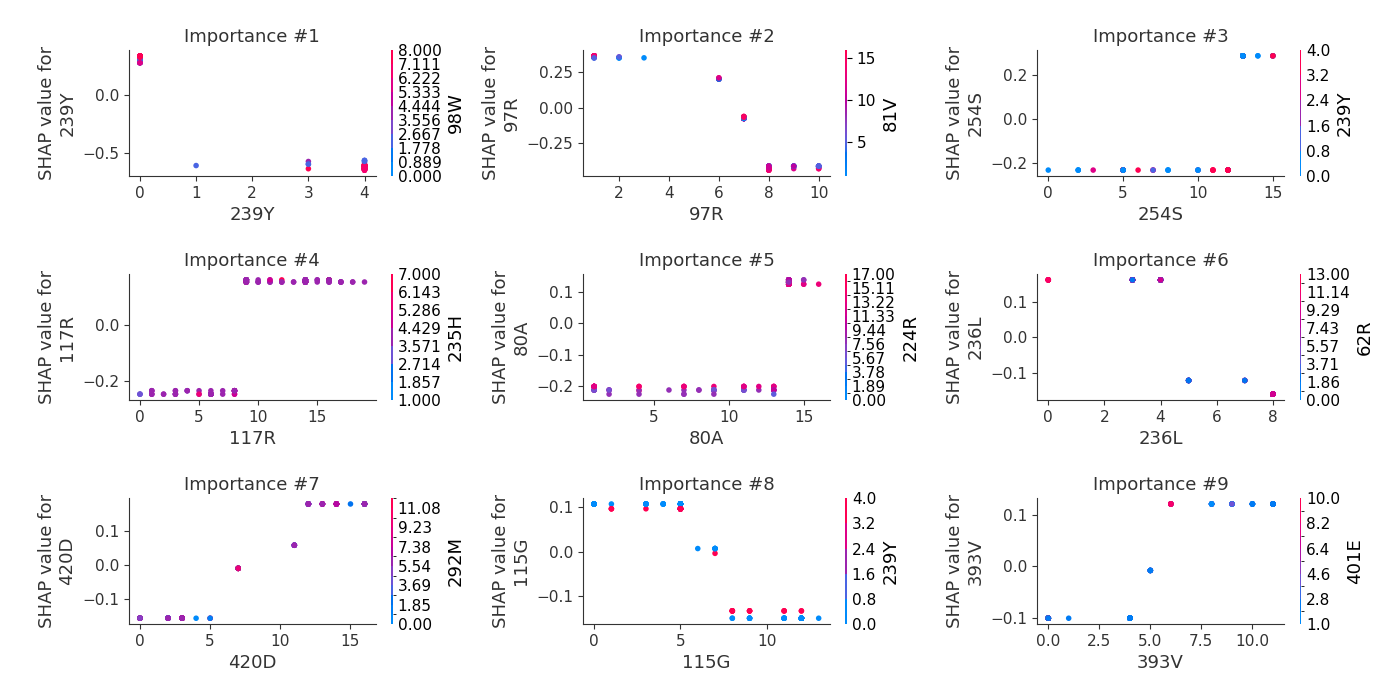 Importance #1
SHAP value for
239Y
0.0
−0.5
0
1
2
3
4
239Y
8.000
7.111
6.222
5.333
4.444
3.556
2.667
1.778
0.889
0.000
98W
Importance #2
SHAP value for
97R
0.25
0.00
−0.25
2
4
6
8
10
97R
15
10
5
81V
Importance #3
SHAP value for
254S
0.2
0.0
−0.2
0
5
10
15
254S
4.0
3.2
2.4
1.6
0.8
0.0
239Y
Importance #4
SHAP value for
117R
0.0
−0.2
0
5
10
15
117R
7.000
6.143
5.286
4.429
3.571
2.714
1.857
1.000
235H
Importance #5
SHAP value for
80A
0.1
0.0
−0.1
−0.2
5
10
15
80A
17.00
15.11
13.22
11.33
9.44
7.56
5.67
3.78
1.89
0.00
224R
Importance #6
SHAP value for
236L
0.1
0.0
−0.1
0
2
4
6
8
236L
13.00
11.14
9.29
7.43
5.57
3.71
1.86
0.00
62R
Importance #7
SHAP value for
420D
0.1
0.0
−0.1
0
5
10
15
420D
11.08
9.23
7.38
5.54
3.69
1.85
0.00
292M
Importance #8
SHAP value for
115G
0.1
0.0
−0.1
0
5
10
115G
4.0
3.2
2.4
1.6
0.8
0.0
239Y
Importance #9
SHAP value for
393V
0.1
0.0
−0.1
0.0
2.5
5.0
7.5
10.0
393V
10.0
8.2
6.4
4.6
2.8
1.0
401E